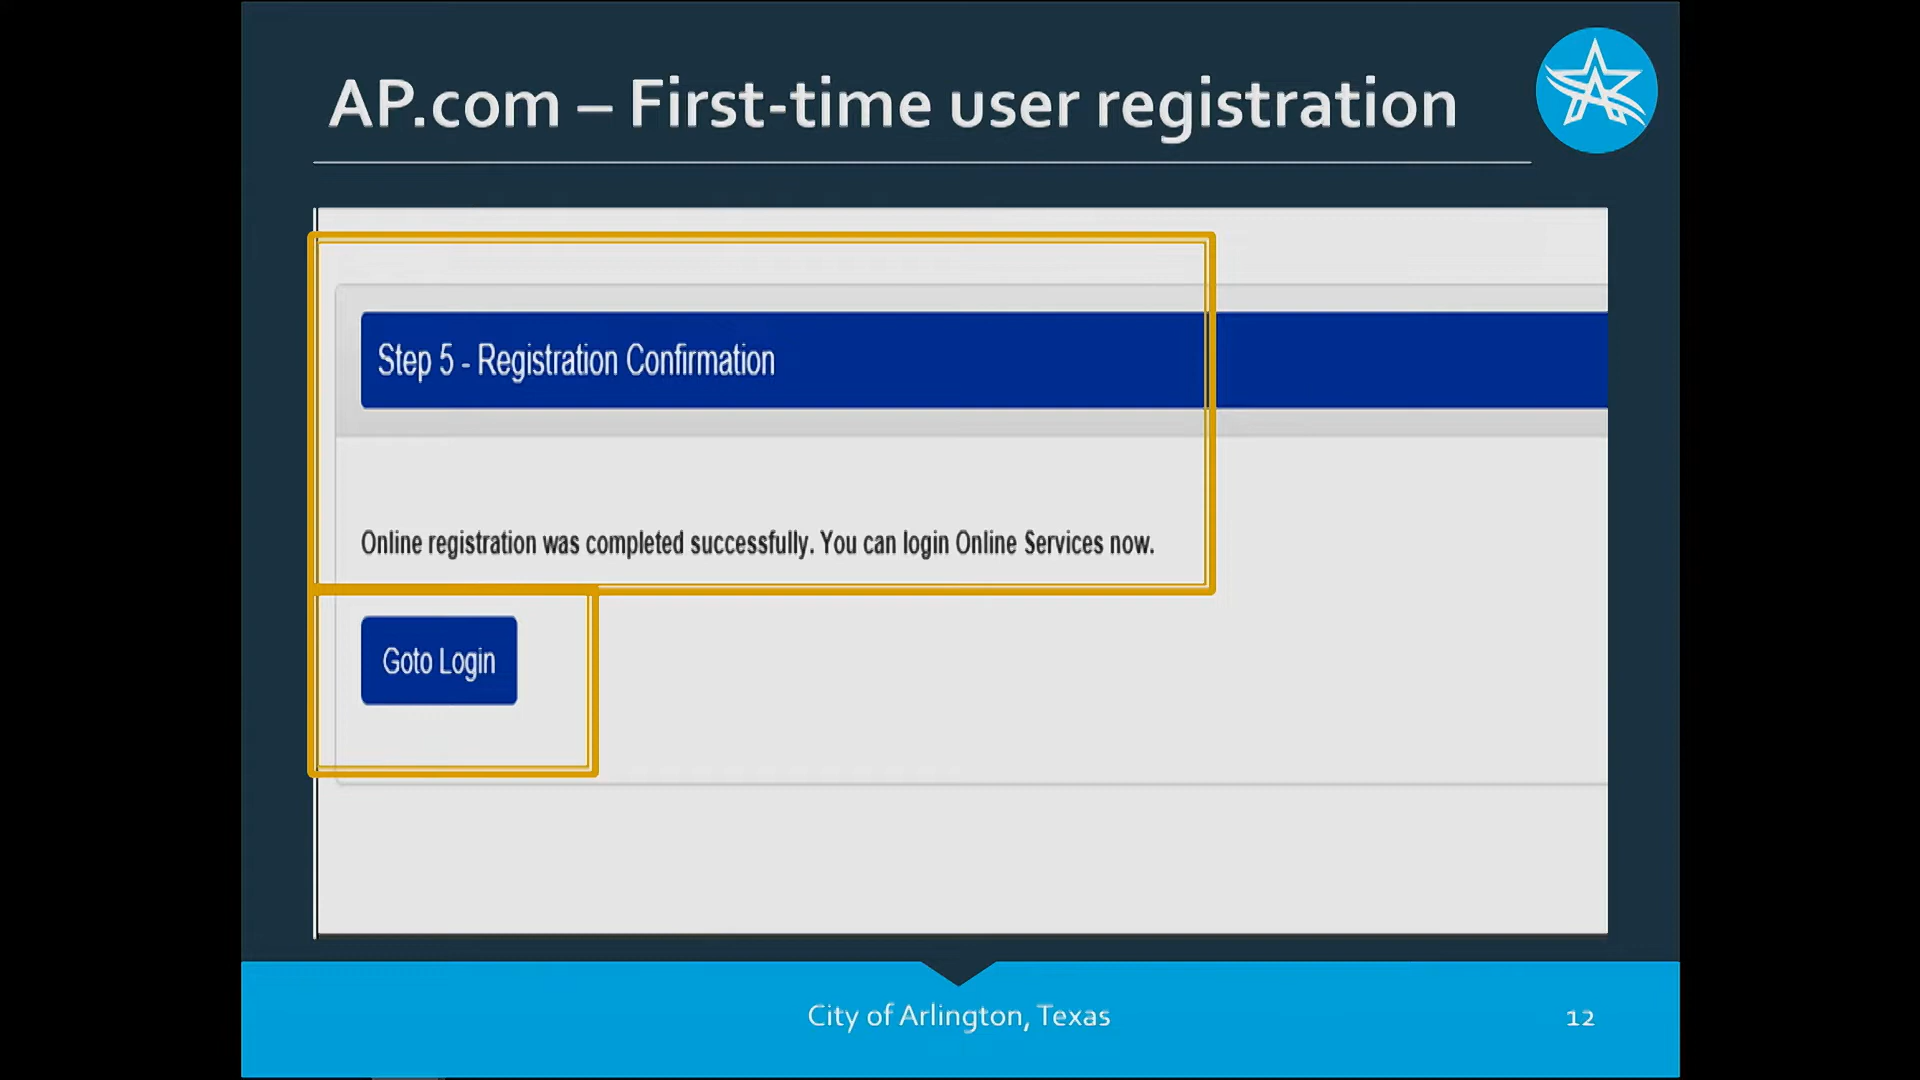 AP.com – First-time user registration
Step 5 - Registration Confirmation
Online registration was completed successfully. You can login Online Services now.
Goto Login
City of Arlington, Texas
12